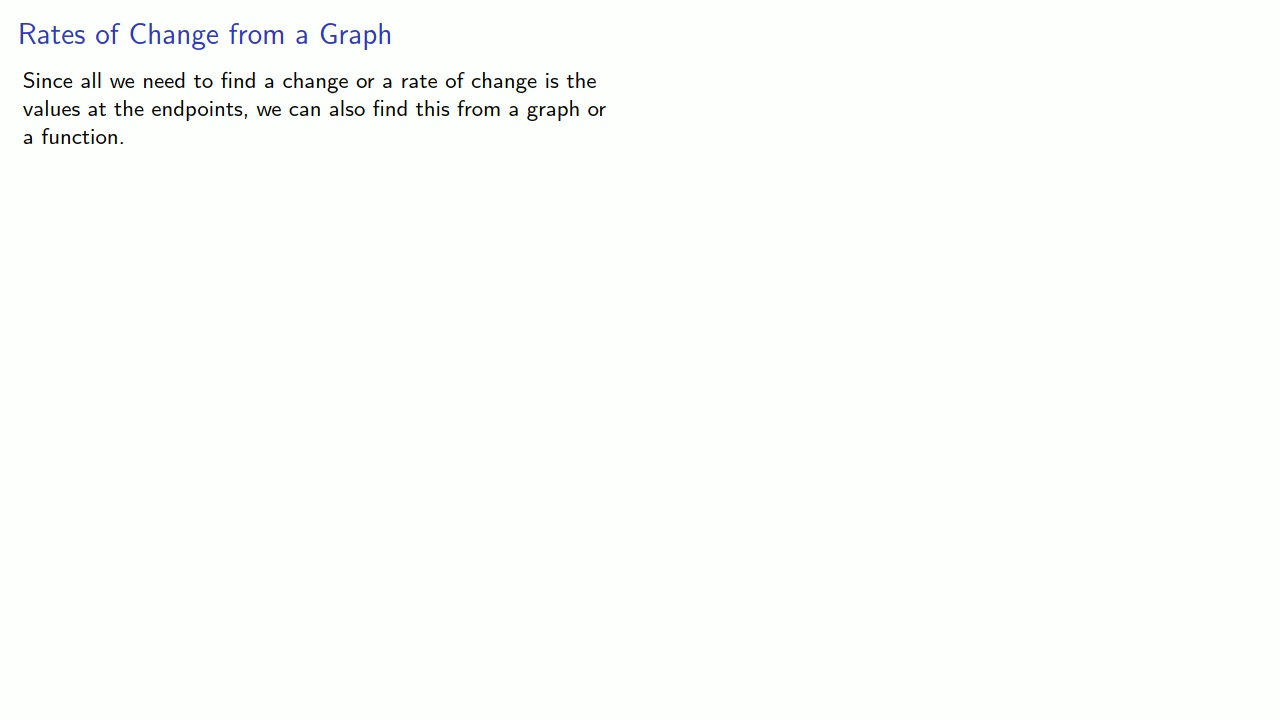 Rates of Change from a Graph
Since all we need to find a change or a rate of change is the
values at the endpoints, we can also find this from a graph or
a function.